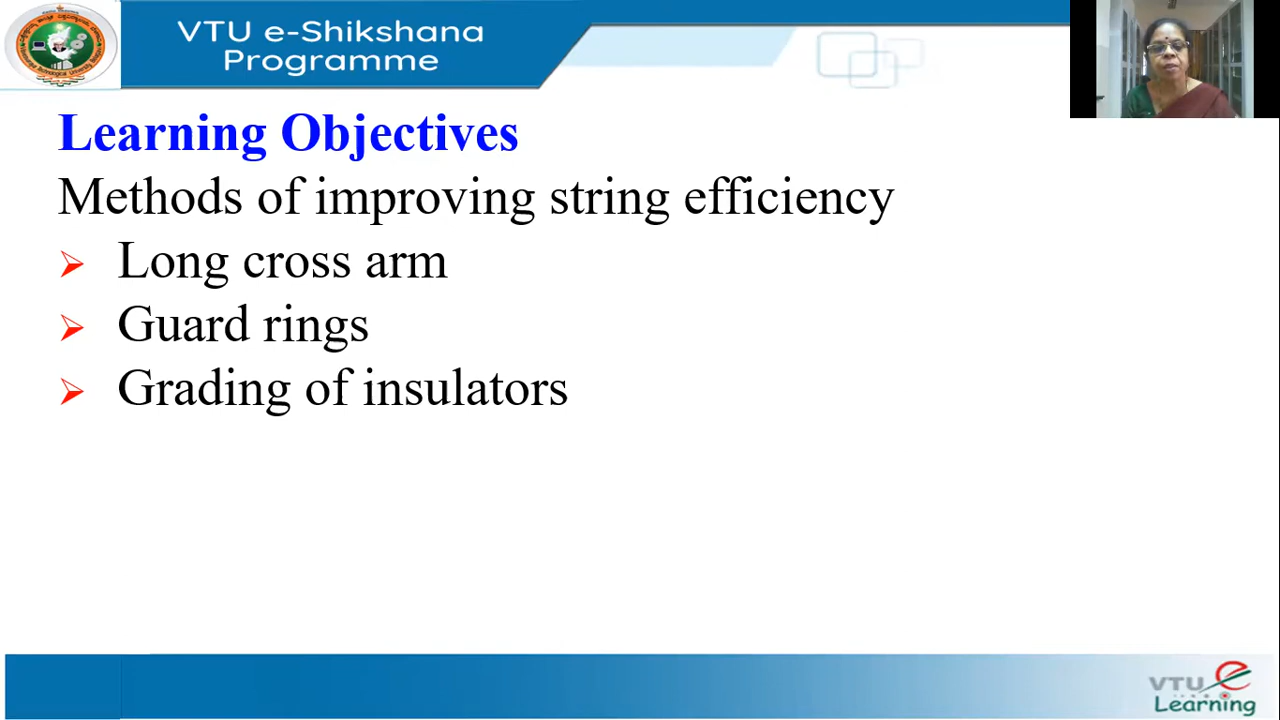 VTU e-Shikshana
Programme
Learning Objectives
Methods of improving string efficiency
➢ Long cross arm
➢ Guard rings
➢ Grading of insulators
VTU e
Learning